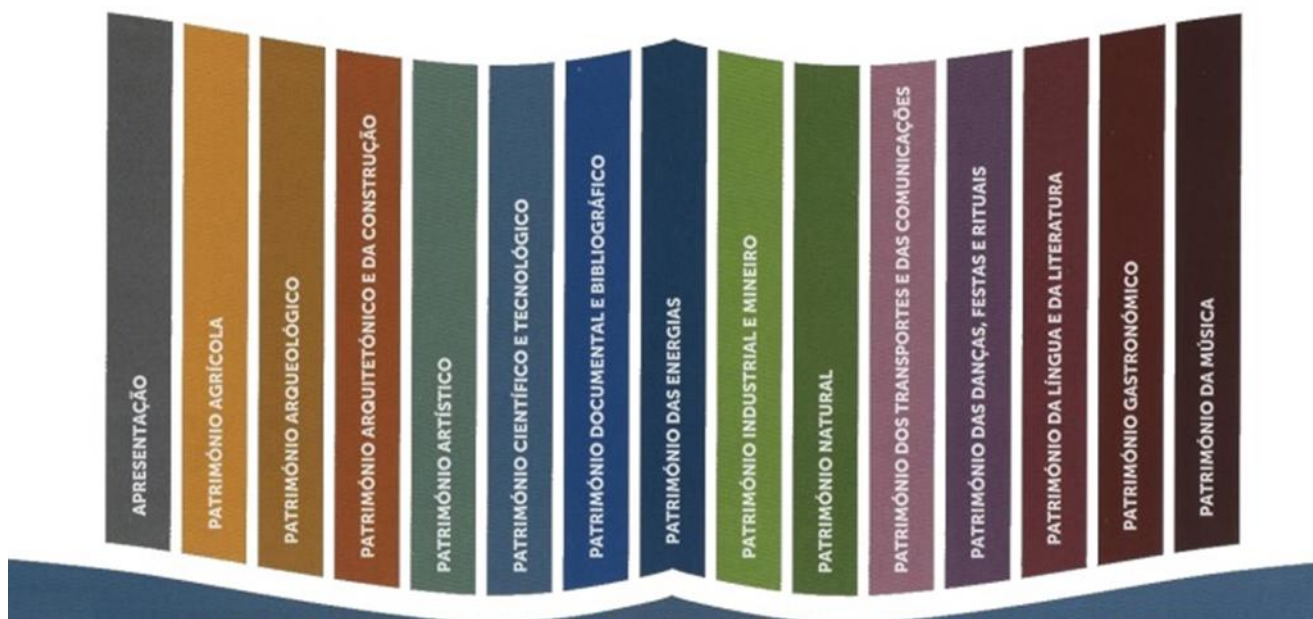 APRESENTAÇÃO
PATRIMÓNIO AGRÍCOLA
PATRIMÓNIO ARQUEOLÓGICO
PATRIMÓNIO ARQUITETÓNICO E DA CONSTRUÇÃO
PATRIMÓNIO ARTÍSTICO
PATRIMÓNIO CIENTÍFICO E TECNOLÓGICO
PATRIMÓNIO DOCUMENTAL E BIBLIOGRÁFICO
PATRIMÓNIO DAS ENERGIAS
PATRIMÓNIO INDUSTRIAL E MINEIRO
PATRIMÓNIO NATURAL
PATRIMÓNIO DOS TRANSPORTES E DAS COMUNICAÇÕES
PATRIMÓNIO DAS DANÇAS, FESTAS E RITUAIS
PATRIMÓNIO DA LÍNGUA E DA LITERATURA
PATRIMÓNIO GASTRONÓMICO
PATRIMÓNIO DA MÚSICA